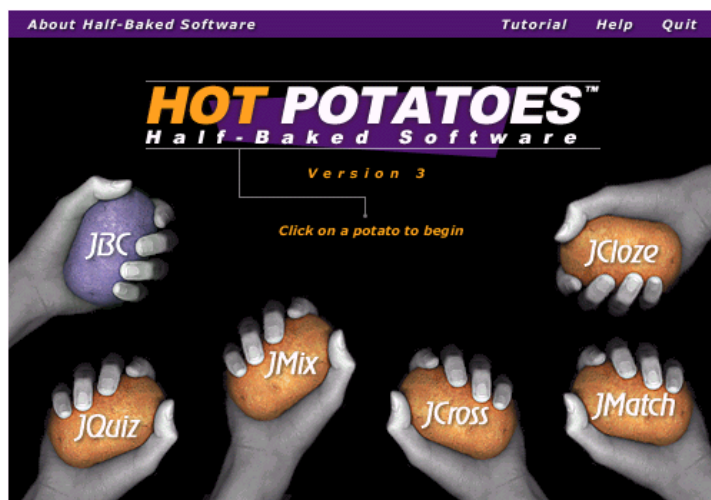 About Half-Baked Software Tutorial Help Quit
HOT POTATOES™
Half-Baked Software
Version 3
Click on a potato to begin
JBC
JCloze
JMix
JQuiz
JCross
JMatch